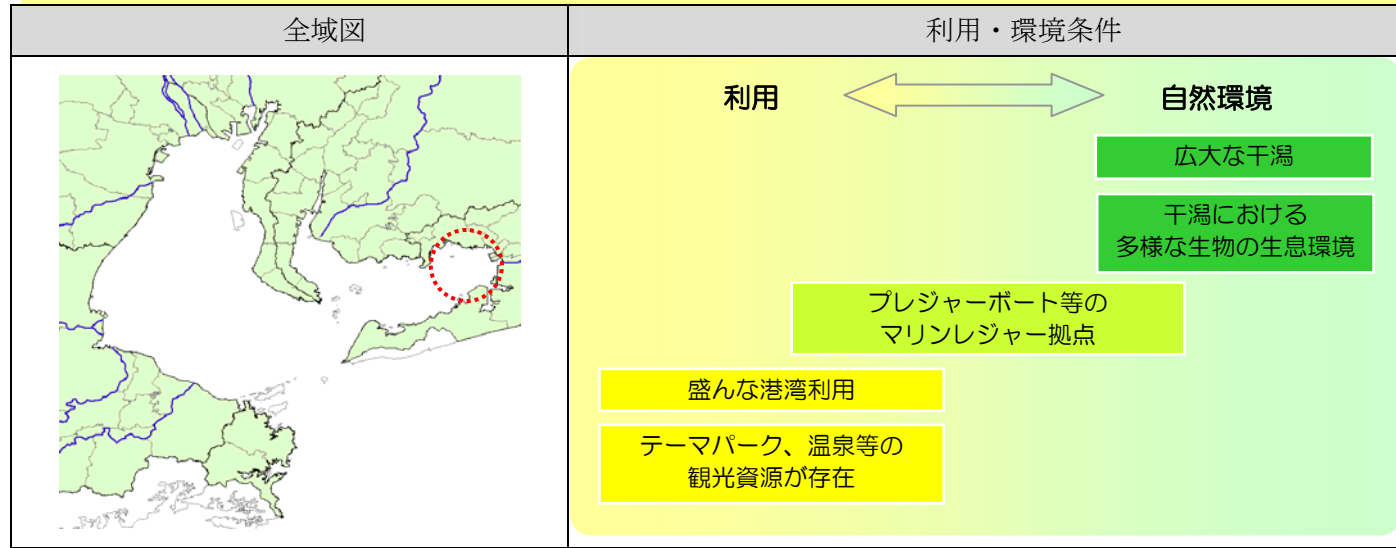 全域図
利用・環境条件
利用
自然環境
広大な干潟
干潟における
多様な生物の生息環境
プレジャーボート等の
マリンレジャー拠点
盛んな港湾利用
テーマパーク、温泉等の
観光資源が存在